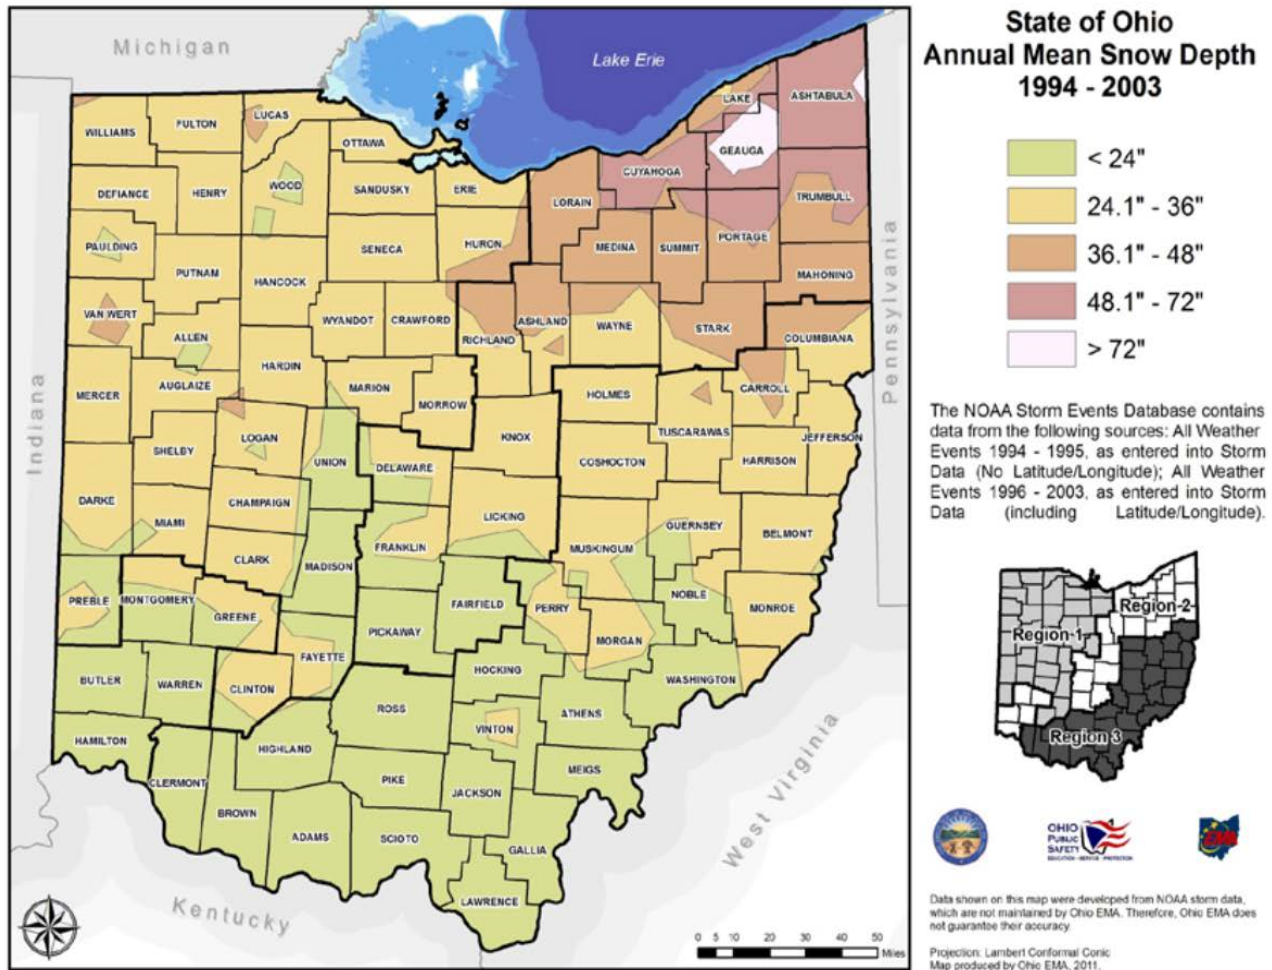 State of Ohio
Annual Mean Snow Depth
1994 - 2003
< 24"
24.1" - 36"
36.1" - 48"
48.1" - 72"
> 72"
The NOAA Storm Events Database contains
data from the following sources: All Weather
Events 1994 - 1995, as entered into Storm
Data (No Latitude/Longitude); All Weather
Events 1996 - 2003, as entered into Storm
Data (including Latitude/Longitude).
Region 2
Region 1
Region 3
OHIO
PUBLIC
SAFETY
EDUCATION • SERVICE • PROTECTION
EMA
Data shown on this map were developed from NOAA storm data,
which are not maintained by Ohio EMA. Therefore, Ohio EMA does
not guarantee their accuracy.
Projection: Lambert Conformal Conic
Map produced by Ohio EMA, 2011.
Michigan
Lake Erie
Indiana
Pennsylvania
West Virginia
Kentucky
WILLIAMS
FULTON
LUCAS
OTTAWA
LAKE
ASHTABULA
GEAUGA
CUYAHOGA
DEFIANCE
HENRY
WOOD
SANDUSKY
ERIE
LORAIN
TRUMBULL
PAULDING
PUTNAM
HANCOCK
SENECA
HURON
MEDINA
SUMMIT
PORTAGE
MAHONING
VAN WERT
ALLEN
WYANDOT
CRAWFORD
RICHLAND
ASHLAND
WAYNE
STARK
COLUMBIANA
MERCER
AUGLAIZE
HARDIN
MARION
MORROW
HOLMES
CARROLL
SHELBY
LOGAN
UNION
DELAWARE
KNOX
COSHOCTON
TUSCARAWAS
HARRISON
JEFFERSON
DARKE
MIAMI
CHAMPAIGN
CLARK
MADISON
FRANKLIN
LICKING
MUSKINGUM
GUERNSEY
BELMONT
PREBLE
MONTGOMERY
GREENE
FAYETTE
PICKAWAY
FAIRFIELD
PERRY
MORGAN
NOBLE
MONROE
BUTLER
WARREN
CLINTON
ROSS
HOCKING
VINTON
ATHENS
WASHINGTON
HAMILTON
CLERMONT
BROWN
HIGHLAND
ADAMS
PIKE
SCIOTO
JACKSON
MEIGS
GALLIA
LAWRENCE
0 5 10 20 30 40 50
Miles